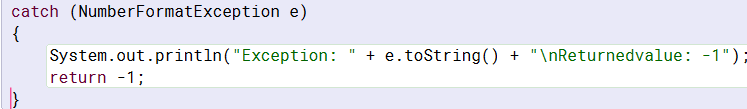 catch (NumberFormatException e)
{
System.out.println("Exception: " + e.toString() + "\nReturnedvalue: -1");
return -1;
}